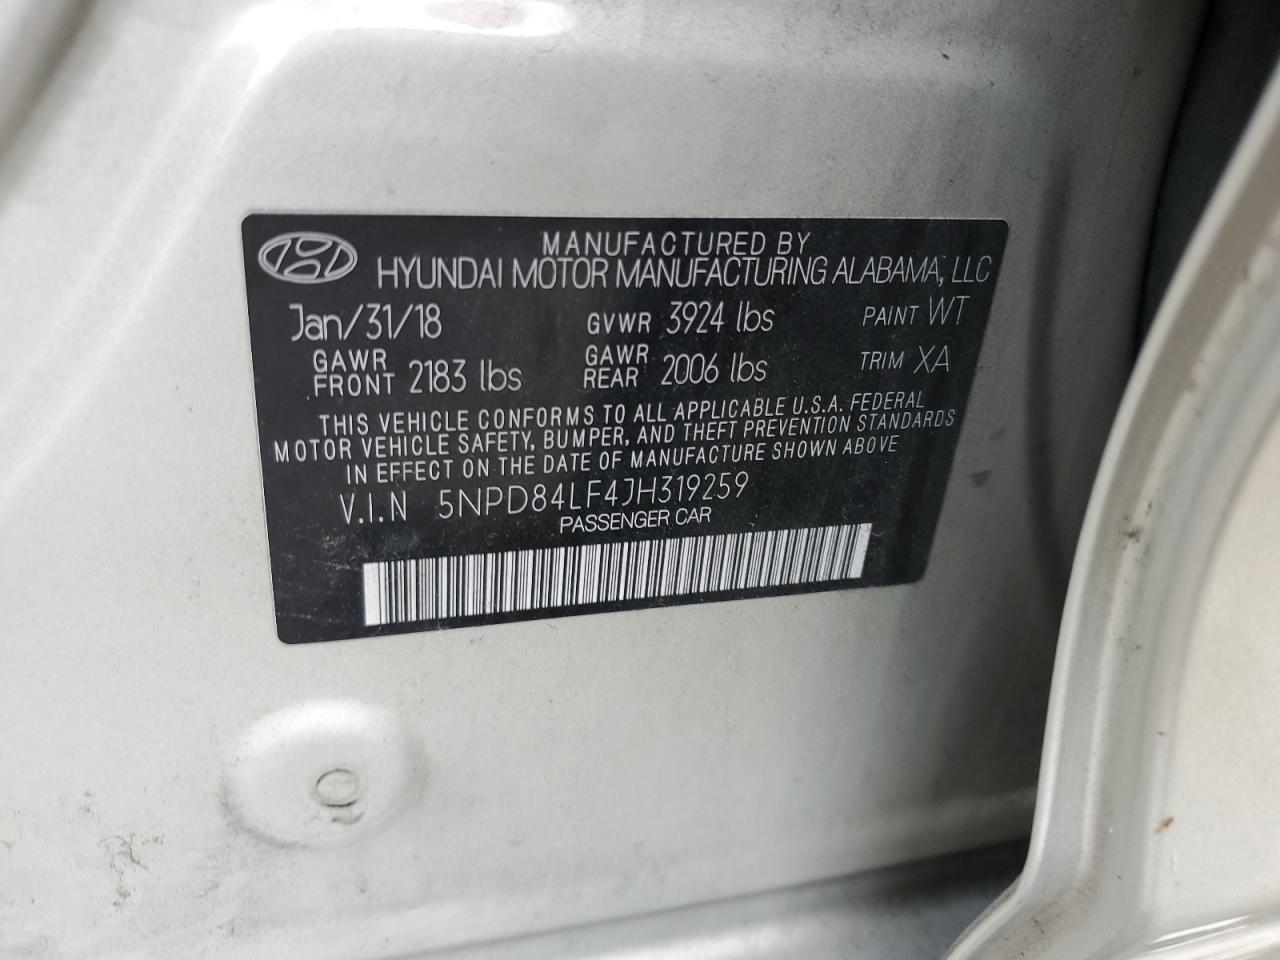 MANUFACTURED BY
HYUNDAI MOTOR MANUFACTURING ALABAMA, LLC
Jan/31/18 GVWR 3924 lbs PAINT WT
GAWR FRONT 2183 lbs GAWR REAR 2006 lbs TRIM XA
THIS VEHICLE CONFORMS TO ALL APPLICABLE U.S.A. FEDERAL
MOTOR VEHICLE SAFETY, BUMPER, AND THEFT PREVENTION STANDARDS
IN EFFECT ON THE DATE OF MANUFACTURE SHOWN ABOVE
V.I.N 5NPD84LF4JH319259
PASSENGER CAR